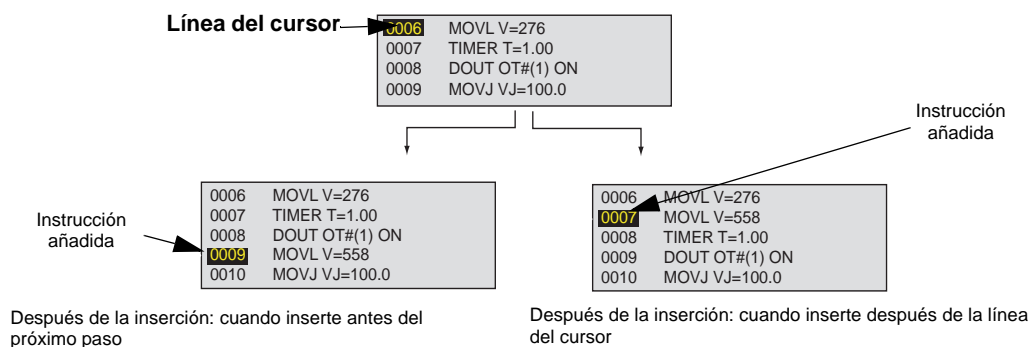 Línea del cursor
0006 MOVL V=276
0007 TIMER T=1.00
0008 DOUT OT#(1) ON
0009 MOVJ VJ=100.0
Instrucción
añadida
Instrucción
añadida
0006 MOVL V=276
0007 TIMER T=1.00
0008 DOUT OT#(1) ON
0009 MOVL V=558
0010 MOVJ VJ=100.0
0006 MOVL V=276
0007 MOVL V=558
0008 TIMER T=1.00
0009 DOUT OT#(1) ON
0010 MOVJ VJ=100.0
Después de la inserción: cuando inserte antes del
próximo paso
Después de la inserción: cuando inserte después de la línea
del cursor